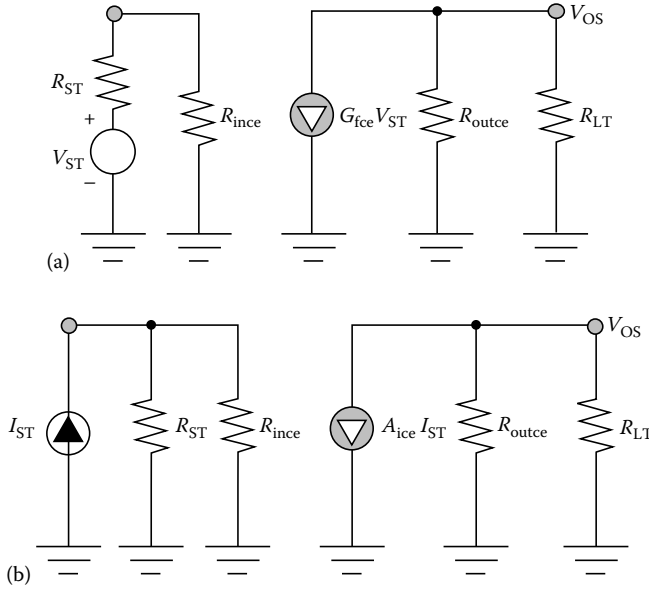 V_OS
R_ST
+
V_ST
−
R_ince
G_fce V_ST
R_outce
R_LT
(a)
V_OS
I_ST
R_ST
R_ince
A_ice I_ST
R_outce
R_LT
(b)